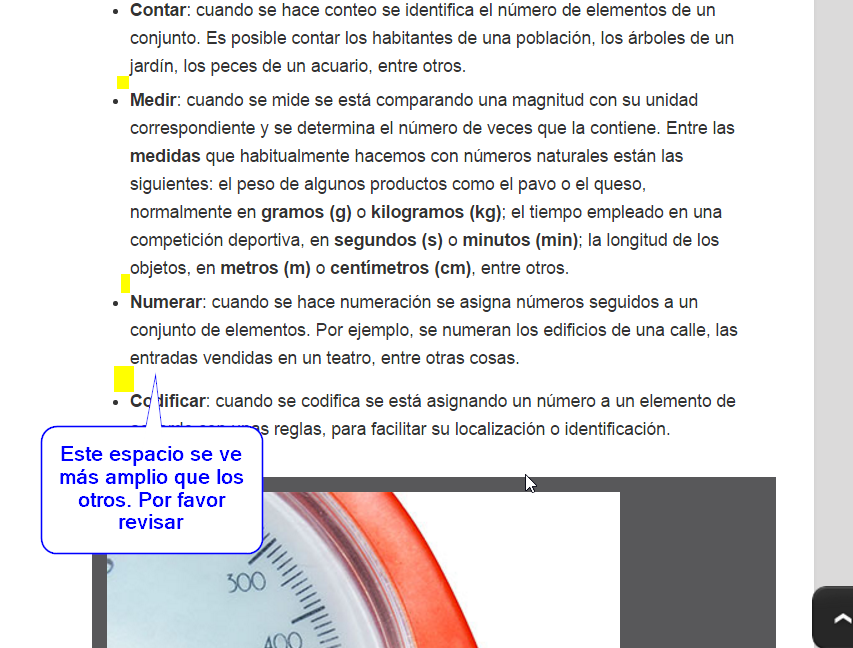 Contar: cuando se hace conteo se identifica el número de elementos de un
conjunto. Es posible contar los habitantes de una población, los árboles de un
jardín, los peces de un acuario, entre otros.
Medir: cuando se mide se está comparando una magnitud con su unidad
correspondiente y se determina el número de veces que la contiene. Entre las
medidas que habitualmente hacemos con números naturales están las
siguientes: el peso de algunos productos como el pavo o el queso,
normalmente en gramos (g) o kilogramos (kg); el tiempo empleado en una
competición deportiva, en segundos (s) o minutos (min); la longitud de los
objetos, en metros (m) o centímetros (cm), entre otros.
Numerar: cuando se hace numeración se asigna números seguidos a un
conjunto de elementos. Por ejemplo, se numeran los edificios de una calle, las
entradas vendidas en un teatro, entre otras cosas.
Codificar: cuando se codifica se está asignando un número a un elemento de
reglas, para facilitar su localización o identificación.
Este espacio se ve
más amplio que los
otros. Por favor
revisar
300
400